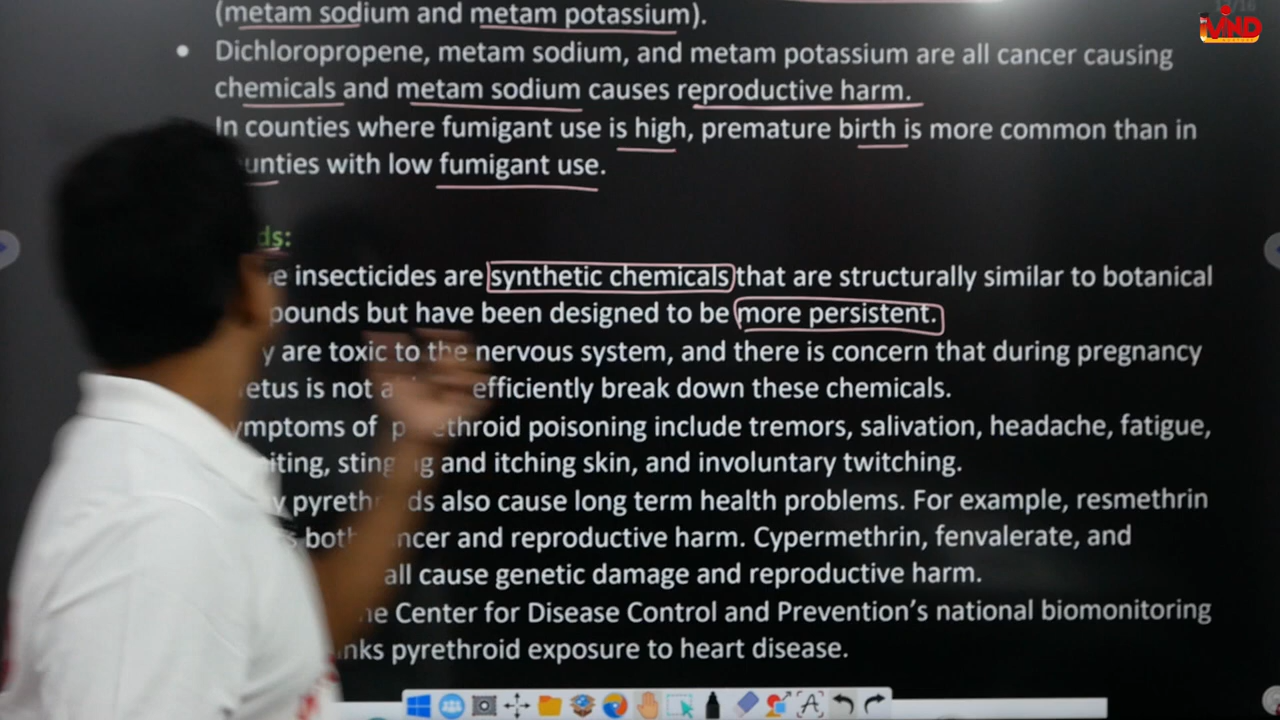 (metam sodium and metam potassium).
• Dichloropropene, metam sodium, and metam potassium are all cancer causing
chemicals and metam sodium causes reproductive harm.
In counties where fumigant use is high, premature birth is more common than in
unties with low fumigant use.
ds:
e insecticides are synthetic chemicals that are structurally similar to botanical
pounds but have been designed to be more persistent.
y are toxic to the nervous system, and there is concern that during pregnancy
etus is not a efficiently break down these chemicals.
ymptoms of p ethroid poisoning include tremors, salivation, headache, fatigue,
iting, sting g and itching skin, and involuntary twitching.
y pyreth ds also cause long term health problems. For example, resmethrin
s both ncer and reproductive harm. Cypermethrin, fenvalerate, and
all cause genetic damage and reproductive harm.
he Center for Disease Control and Prevention's national biomonitoring
nks pyrethroid exposure to heart disease.
iVIND